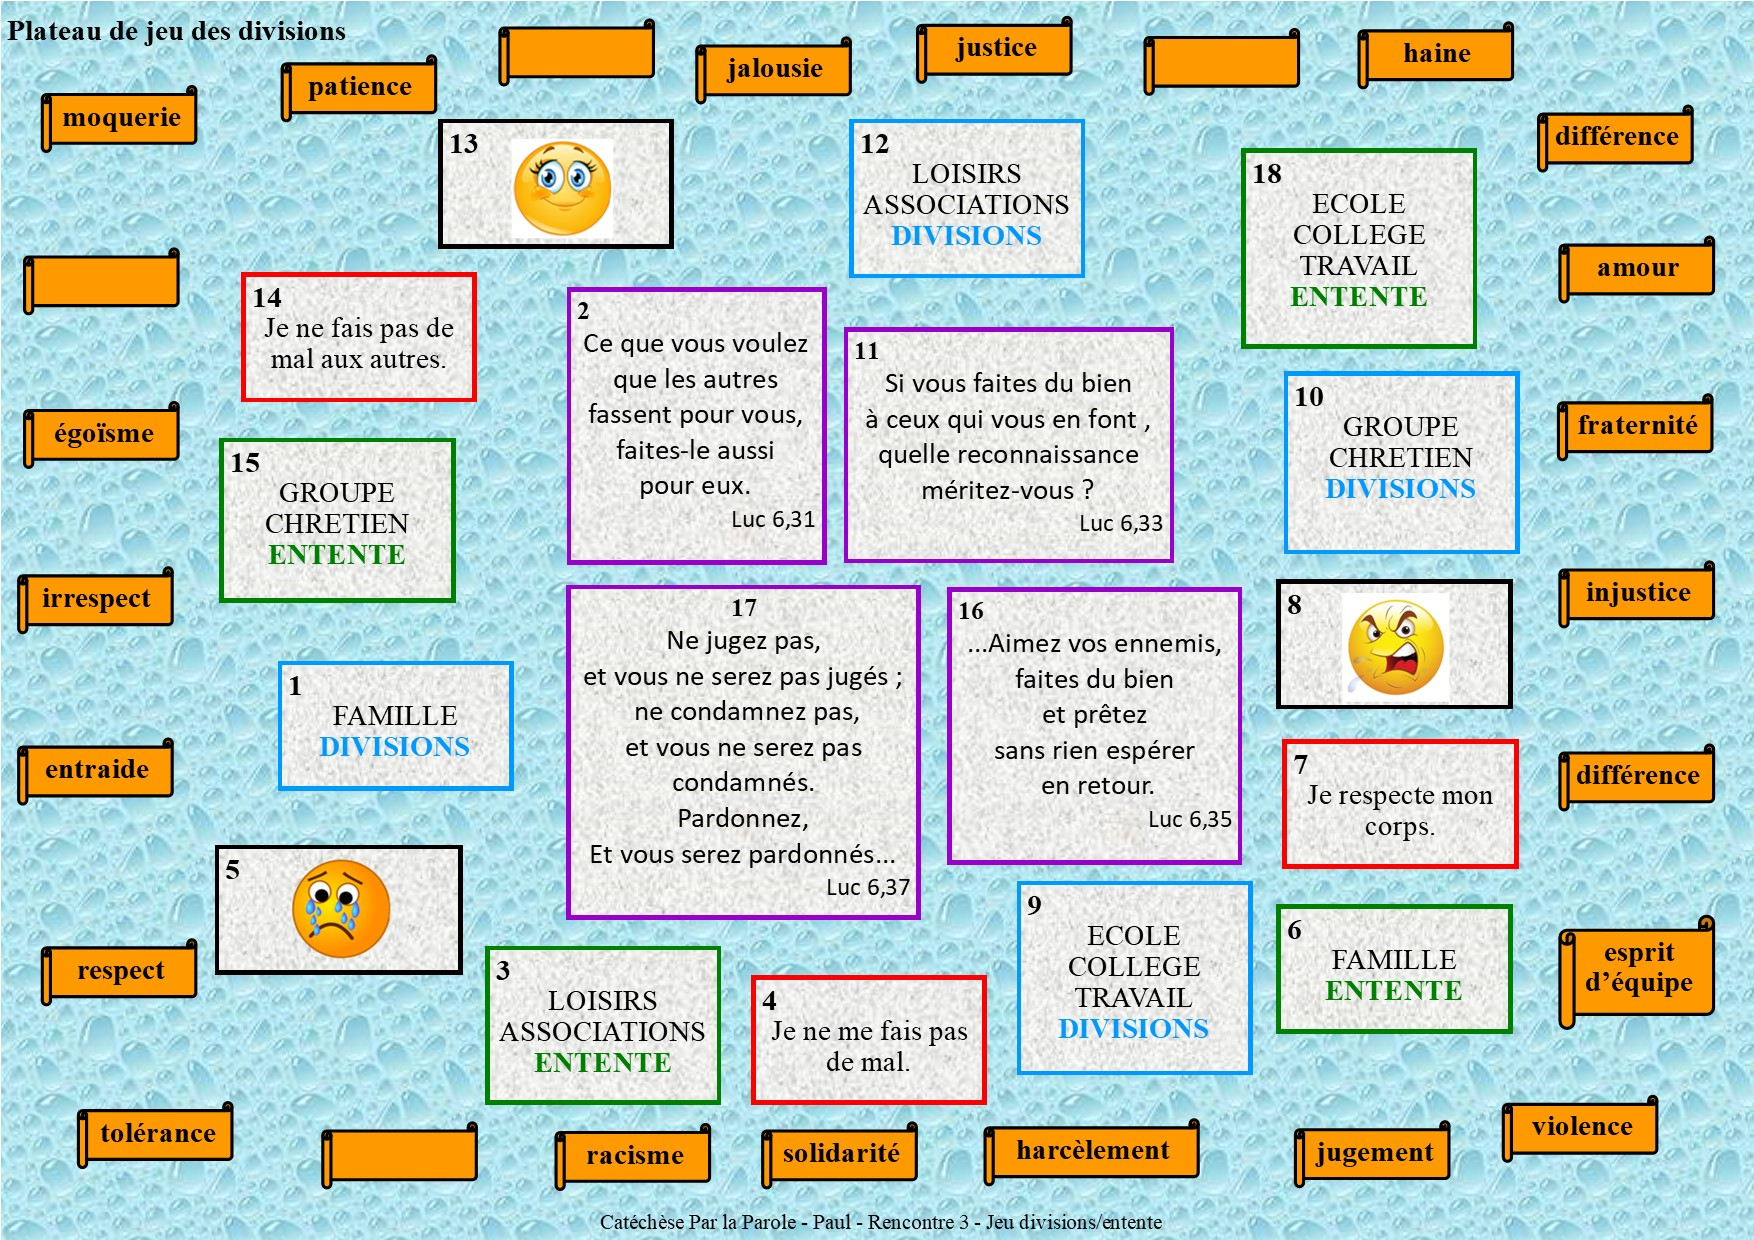 Plateau de jeu des divisions
moquerie
patience
jalousie
justice
haine
différence
13
12
LOISIRS
ASSOCIATIONS
DIVISIONS
18
ECOLE
COLLEGE
TRAVAIL
ENTENTE
amour
14
Je ne fais pas de
mal aux autres.
2
Ce que vous voulez
que les autres
fassent pour vous,
faites-le aussi
pour eux.
Luc 6,31
11
Si vous faites du bien
à ceux qui vous en font ,
quelle reconnaissance
méritez-vous ?
Luc 6,33
10
GROUPE
CHRETIEN
DIVISIONS
fraternité
égoïsme
15
GROUPE
CHRETIEN
ENTENTE
irrespect
17
Ne jugez pas,
et vous ne serez pas jugés ;
ne condamnez pas,
et vous ne serez pas
condamnés.
Pardonnez,
Et vous serez pardonnés...
Luc 6,37
16
...Aimez vos ennemis,
faites du bien
et prêtez
sans rien espérer
en retour.
Luc 6,35
8
injustice
1
FAMILLE
DIVISIONS
entraide
7
Je respecte mon
corps.
différence
5
respect
3
LOISIRS
ASSOCIATIONS
ENTENTE
4
Je ne me fais pas
de mal.
9
ECOLE
COLLEGE
TRAVAIL
DIVISIONS
6
FAMILLE
ENTENTE
esprit
d’équipe
tolérance
racisme
solidarité
harcèlement
jugement
violence
Catéchèse Par la Parole - Paul - Rencontre 3 - Jeu divisions/entente